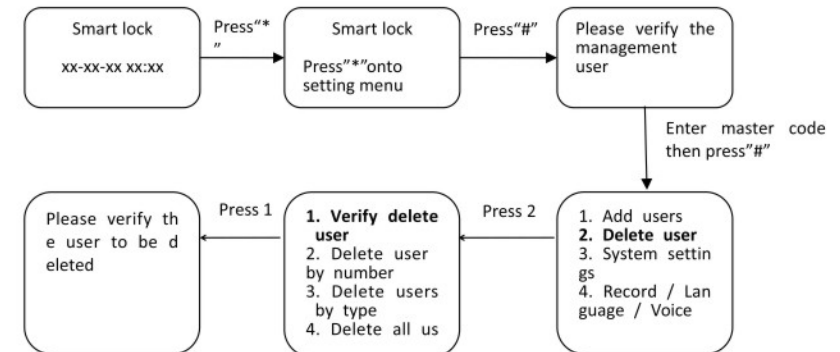 Smart lock
xx-xx-xx xx:xx
Press“*
”
Smart lock
Press”*”onto
setting menu
Press“#”
Please verify the
management
user
Enter master code
then press”#”
1. Add users
2. Delete user
3. System settin
gs
4. Record / Lan
guage / Voice
Press 2
1. Verify delete
user
2. Delete user
by number
3. Delete users
by type
4. Delete all us
Press 1
Please verify th
e user to be d
eleted